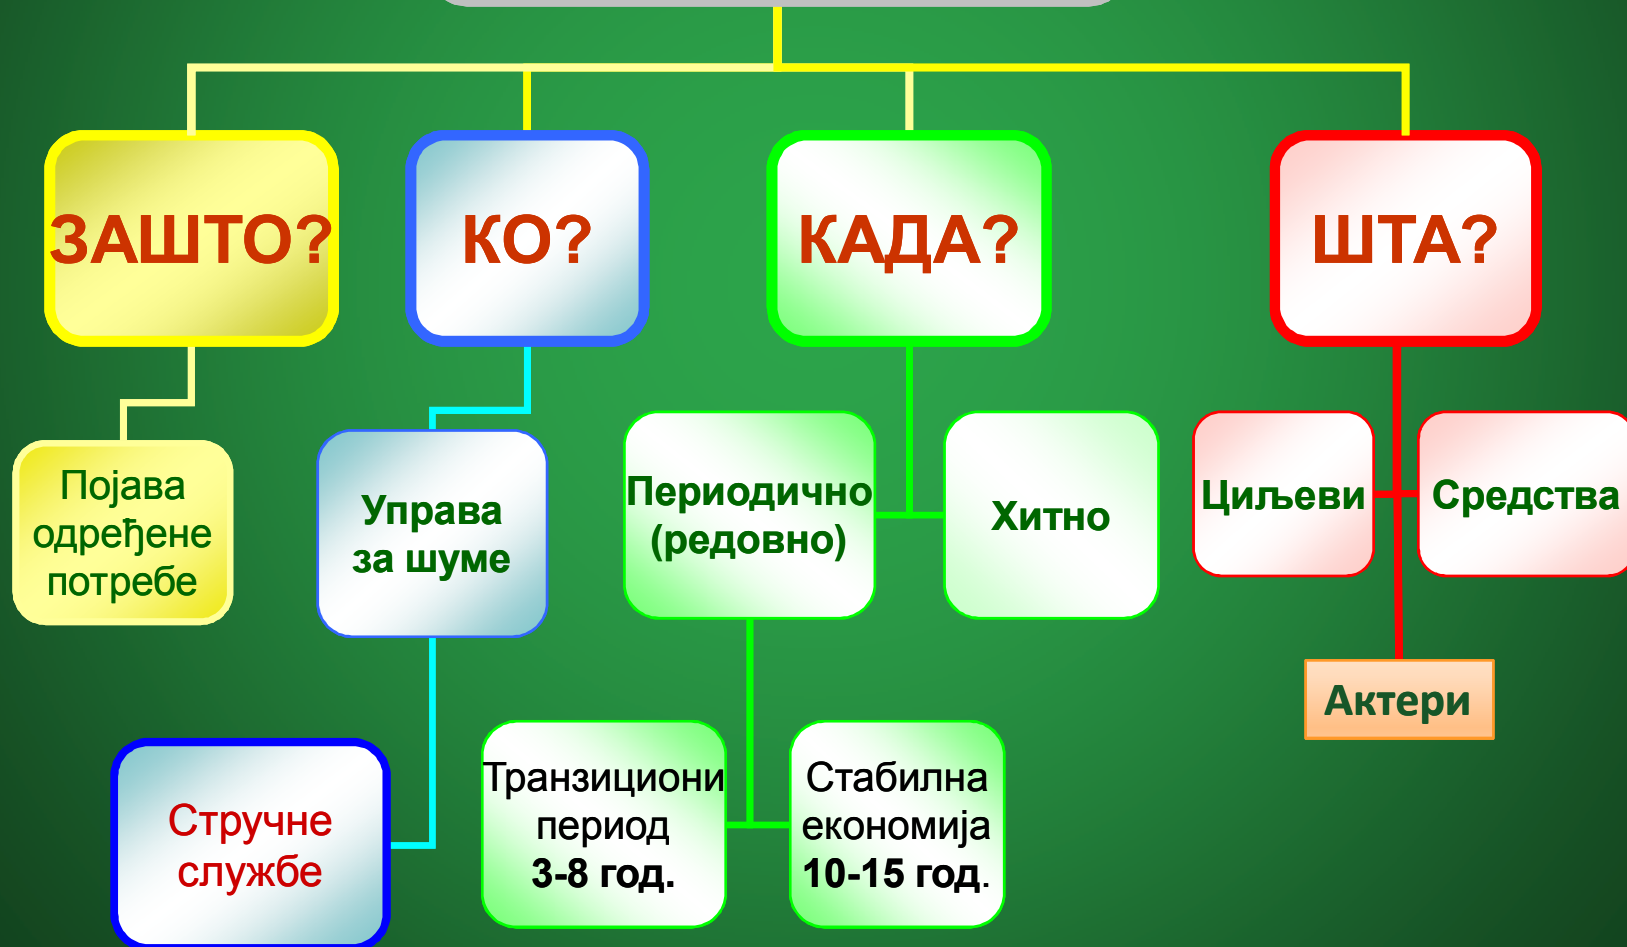 ЗАШТО?
КО?
КАДА?
ШТА?
Појава
одређене
потребе
Управа
за шуме
Периодично
(редовно)
Хитно
Циљеви
Средства
Актери
Стручне
службе
Транзициони
период
3-8 год.
Стабилна
економија
10-15 год.